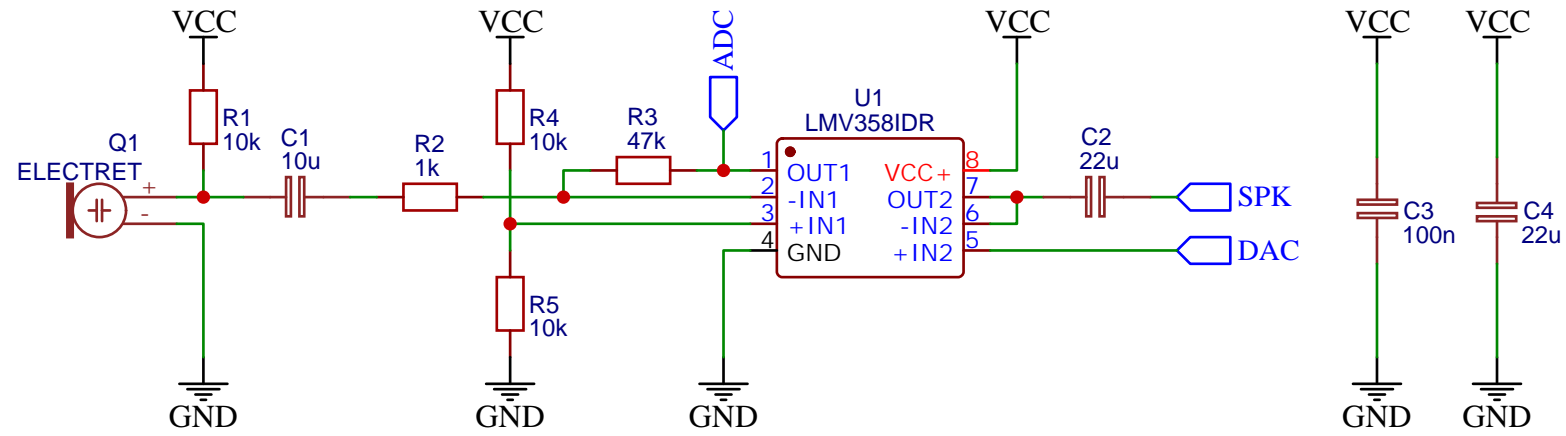 VCC
VCC
ADC
VCC
VCC
VCC
R1
10k
Q1
ELECTRET
+
-
C1
10u
R2
1k
R4
10k
R3
47k
U1
LMV358IDR
1
OUT1
2
-IN1
3
+IN1
4
GND
8
VCC+
7
OUT2
6
-IN2
5
+IN2
C2
22u
SPK
DAC
C3
100n
C4
22u
R5
10k
GND
GND
GND
GND
GND